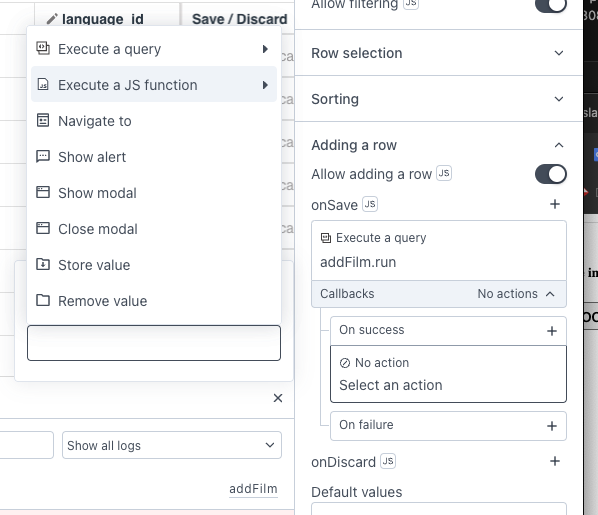 language_id
Save / Discard
Execute a query
Execute a JS function
Navigate to
Show alert
Show modal
Close modal
Store value
Remove value
Show all logs
addFilm
Allow filtering JS
Row selection
Sorting
Adding a row
Allow adding a row JS
onSave JS
Execute a query
addFilm.run
Callbacks No actions
On success
No action
Select an action
On failure
onDiscard JS
Default values